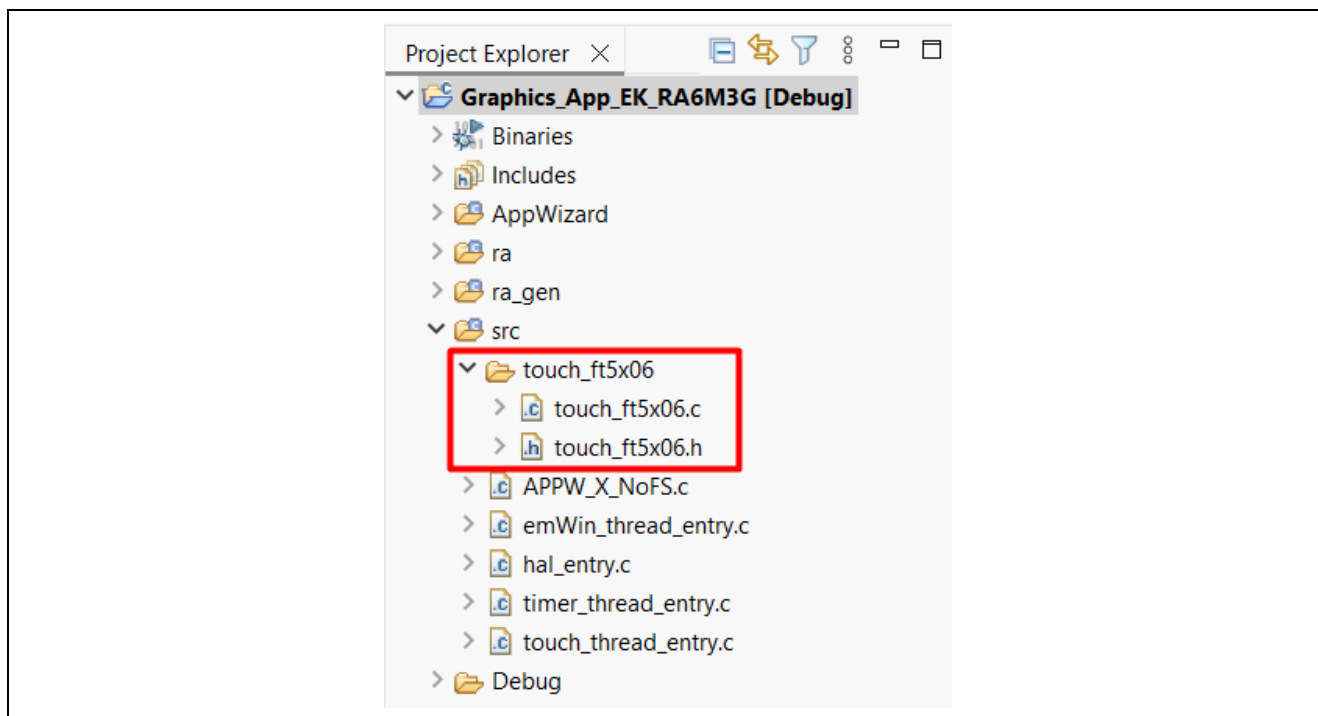 Project Explorer
Graphics_App_EK_RA6M3G [Debug]
Binaries
Includes
AppWizard
ra
ra_gen
src
touch_ft5x06
touch_ft5x06.c
touch_ft5x06.h
APPW_X_NoFS.c
emWin_thread_entry.c
hal_entry.c
timer_thread_entry.c
touch_thread_entry.c
Debug